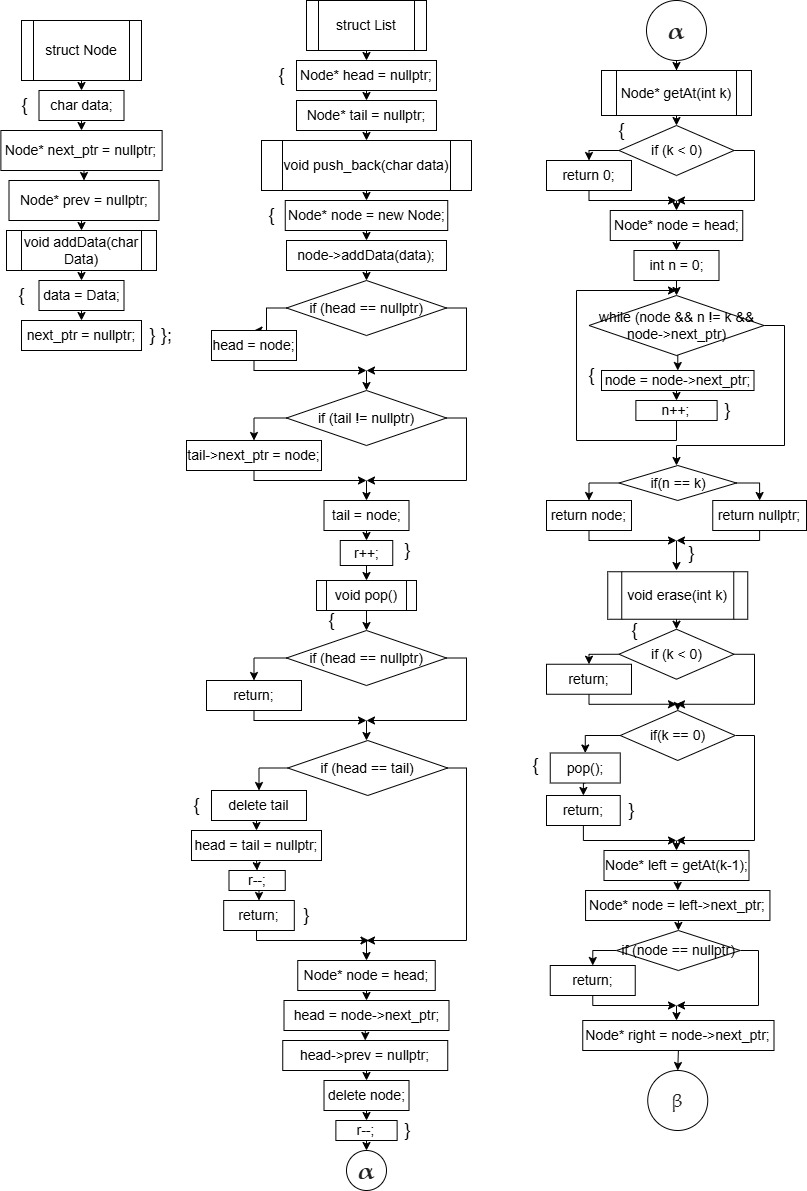 struct Node
{
char data;
Node* next_ptr = nullptr;
Node* prev = nullptr;
void addData(char
Data)
{
data = Data;
next_ptr = nullptr;
} };
struct List
{
Node* head = nullptr;
Node* tail = nullptr;
void push_back(char data)
{
Node* node = new Node;
node->addData(data);
if (head == nullptr)
head = node;
if (tail != nullptr)
tail->next_ptr = node;
tail = node;
r++;
}
void pop()
{
if (head == nullptr)
return;
if (head == tail)
{
delete tail
head = tail = nullptr;
r--;
return;
}
Node* node = head;
head = node->next_ptr;
head->prev = nullptr;
delete node;
r--;
}
α
α
Node* getAt(int k)
{
if (k < 0)
return 0;
Node* node = head;
int n = 0;
while (node && n != k &&
node->next_ptr)
{
node = node->next_ptr;
n++;
}
if(n == k)
return node;
return nullptr;
}
void erase(int k)
{
if (k < 0)
return;
if(k == 0)
{
pop();
return;
}
Node* left = getAt(k-1);
Node* node = left->next_ptr;
if (node == nullptr)
return;
Node* right = node->next_ptr;
β